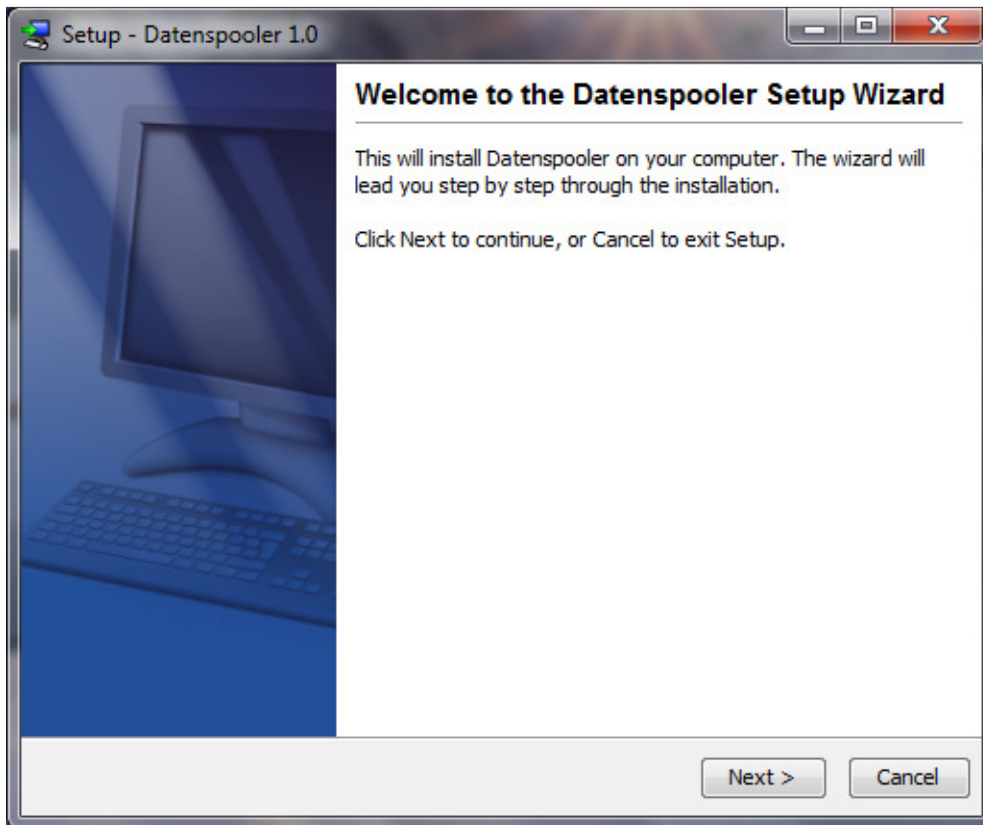 Setup - Datenspooler 1.0
Welcome to the Datenspooler Setup Wizard
This will install Datenspooler on your computer. The wizard will
lead you step by step through the installation.
Click Next to continue, or Cancel to exit Setup.
Next >
Cancel